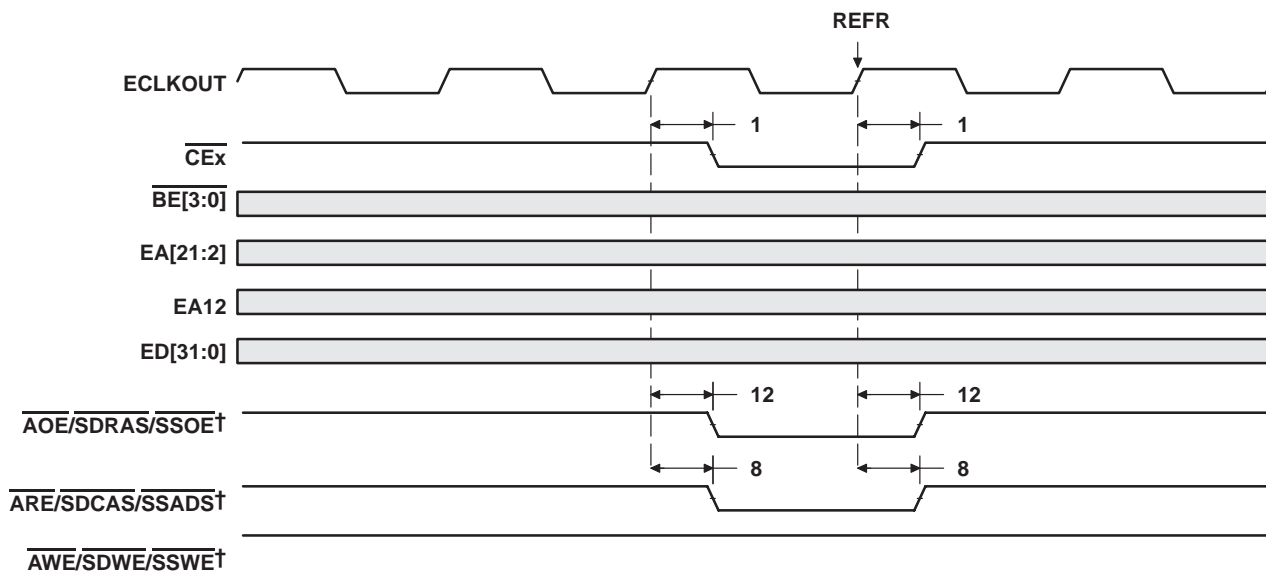 REFR
ECLKOUT
1 1
CEx
BE[3:0]
EA[21:2]
EA12
ED[31:0]
12 12
AOE/SDRAS/SSOE†
8 8
ARE/SDCAS/SSADS†
AWE/SDWE/SSWE†